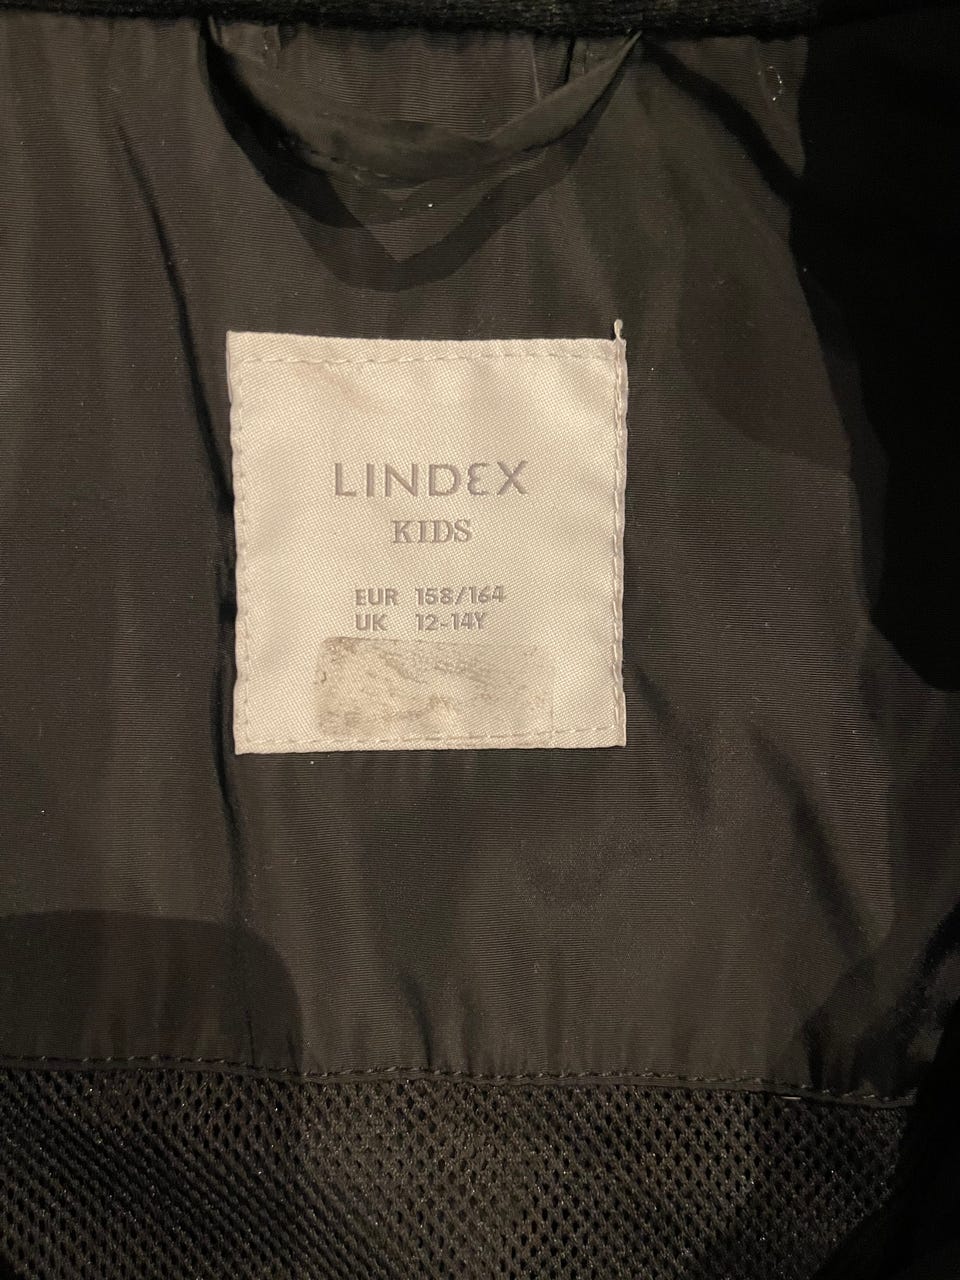 LINDEX
KIDS
EUR 158/164
UK 12-14Y